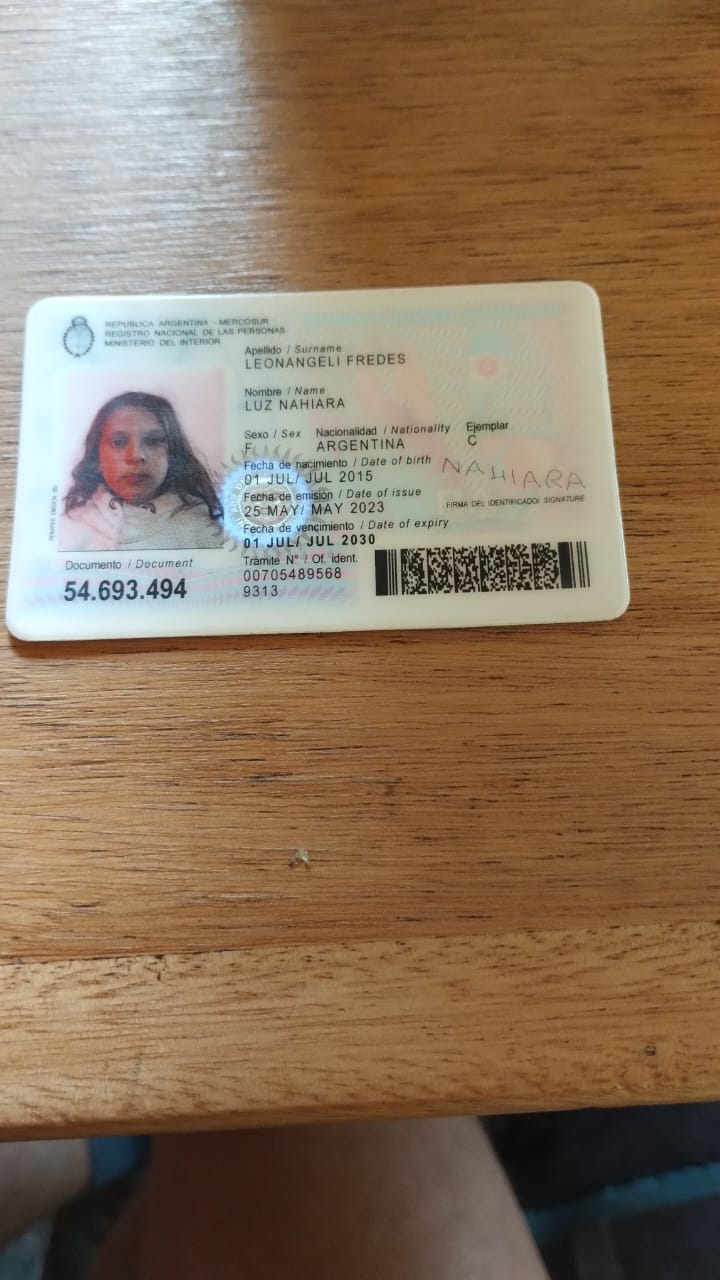 REPUBLICA ARGENTINA - MERCOSUR
REGISTRO NACIONAL DE LAS PERSONAS
MINISTERIO DEL INTERIOR
Apellido / Surname
LEONANGELI FREDES
Nombre / Name
LUZ NAHIARA
Sexo / Sex Nacionalidad / Nationality Ejemplar
F ARGENTINA C
Fecha de nacimiento / Date of birth
01 JUL/ JUL 2015
Fecha de emisión / Date of issue
25 MAY/ MAY 2023
Fecha de vencimiento / Date of expiry
01 JUL/ JUL 2030
NAHIARA
FIRMA DEL IDENTIFICADO/ SIGNATURE
Documento / Document
54.693.494
Trámite N° / Of. ident.
00705489568
9313